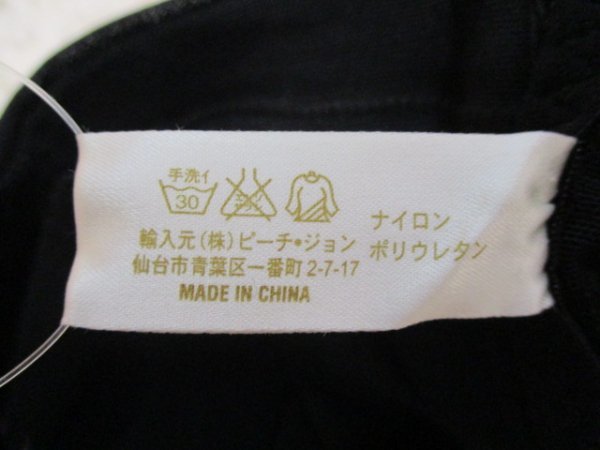 手洗イ
30
輸入元(株)ピーチ・ジョン
仙台市青葉区一番町2-7-17
MADE IN CHINA
ナイロン
ポリウレタン